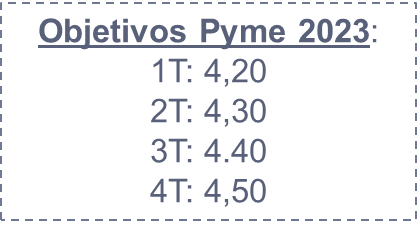 Objetivos Pyme 2023:
1T: 4,20
2T: 4,30
3T: 4.40
4T: 4,50